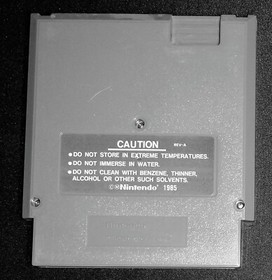 CAUTION REV-A
● DO NOT STORE IN EXTREME TEMPERATURES.
● DO NOT IMMERSE IN WATER.
● DO NOT CLEAN WITH BENZENE, THINNER,
ALCOHOL OR OTHER SUCH SOLVENTS.
©®Nintendo® 1985